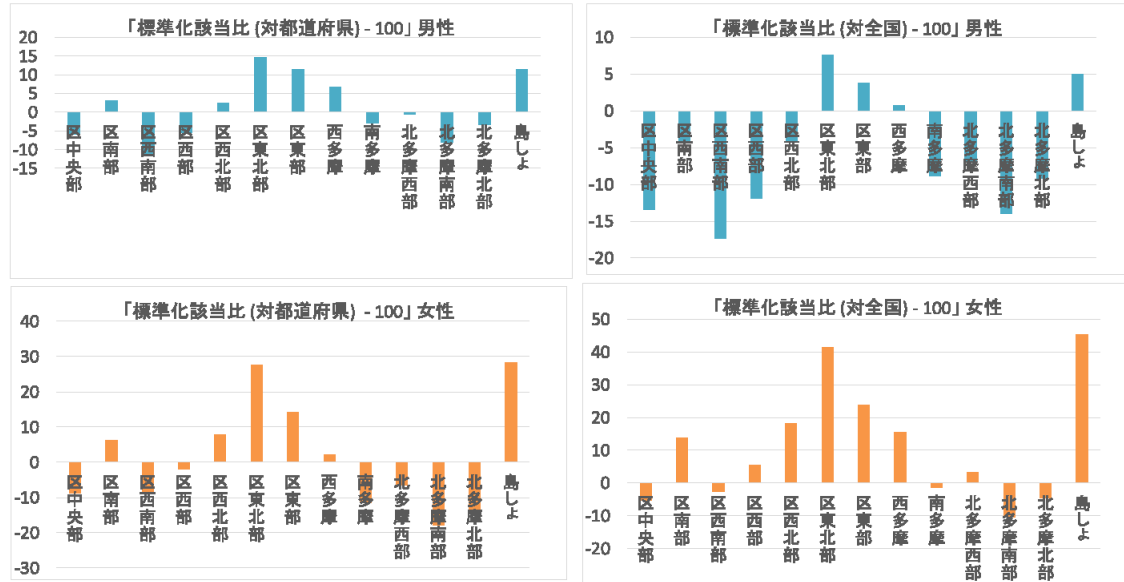 「標準化該当比 (対都道府県) - 100」 男性
20
15
10
5
0
-5
-10
-15
区中央部
区南部
区西南部
区西部
区西北部
区東北部
区東部
西多摩
南多摩
北多摩西部
北多摩南部
北多摩北部
島しょ
「標準化該当比 (対全国) - 100」 男性
10
5
0
-5
-10
-15
-20
区中央部
区南部
区西南部
区西部
区西北部
区東北部
区東部
西多摩
南多摩
北多摩西部
北多摩南部
北多摩北部
島しょ
「標準化該当比 (対都道府県) - 100」 女性
40
30
20
10
0
-10
-20
-30
区中央部
区南部
区西南部
区西部
区西北部
区東北部
区東部
西多摩
南多摩
北多摩西部
北多摩南部
北多摩北部
島しょ
「標準化該当比 (対全国) - 100」 女性
50
40
30
20
10
0
-10
-20
区中央部
区南部
区西南部
区西部
区西北部
区東北部
区東部
西多摩
南多摩
北多摩西部
北多摩南部
北多摩北部
島しょ